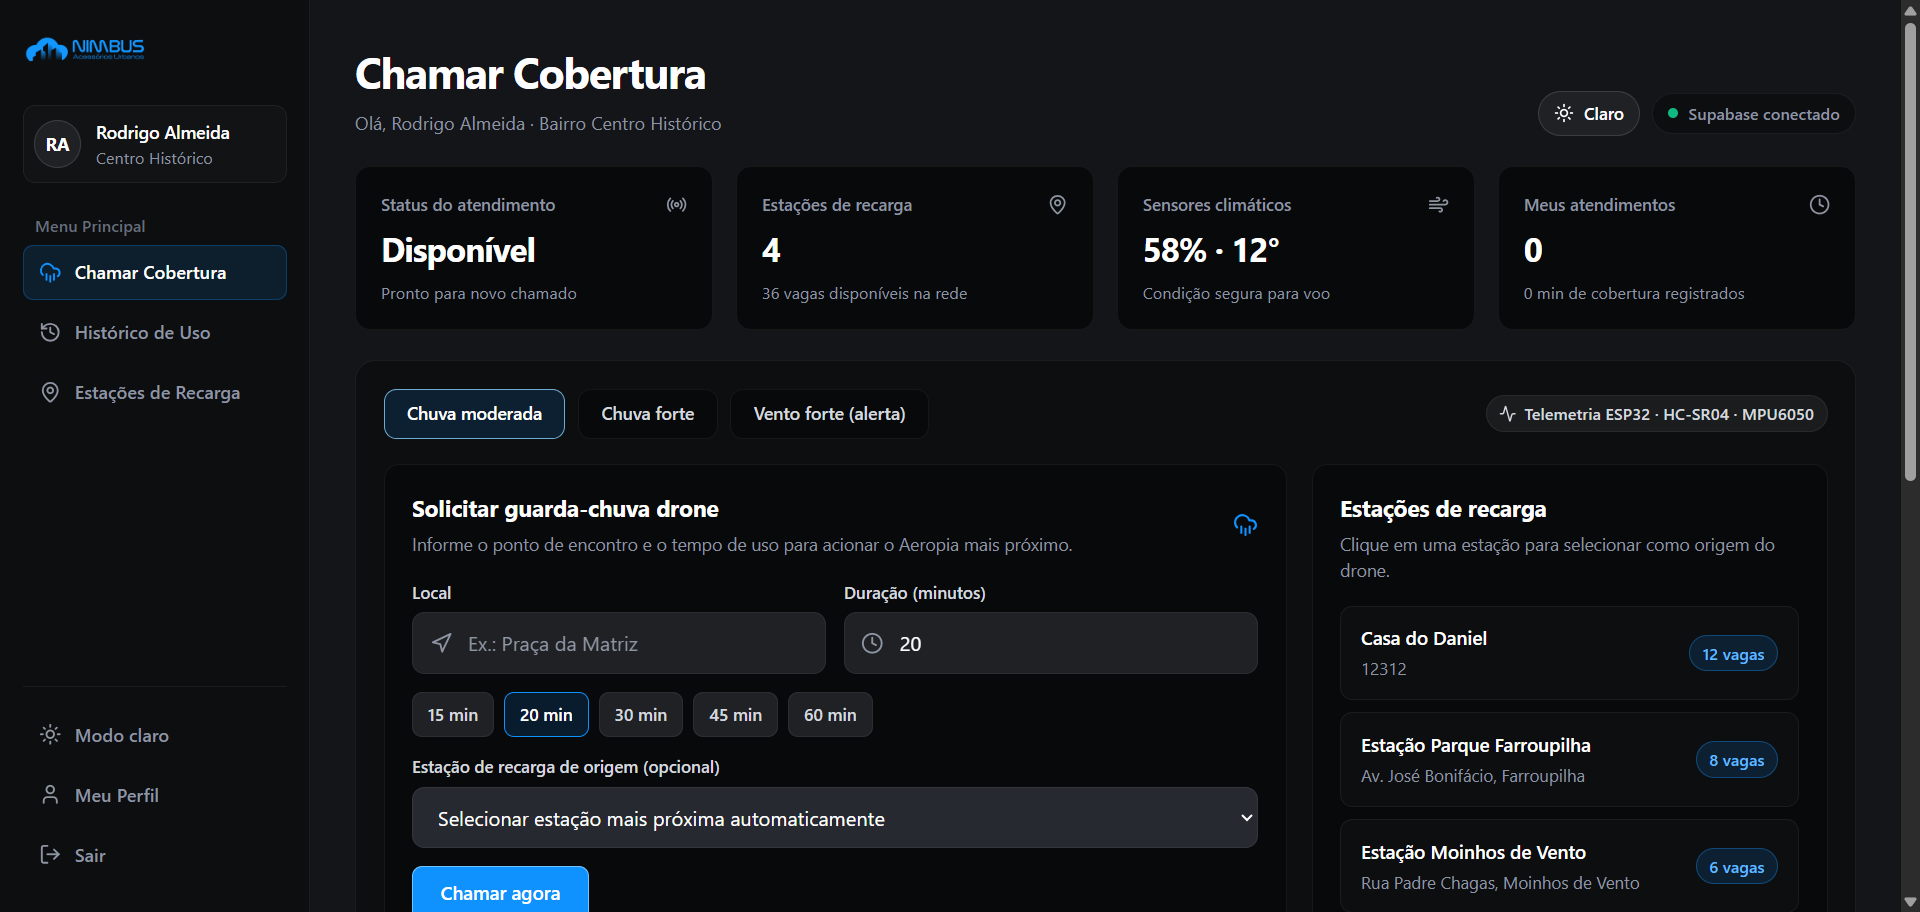 NIMBUS
Acessórios Urbanos
RA
Rodrigo Almeida
Centro Histórico
Menu Principal
Chamar Cobertura
Histórico de Uso
Estações de Recarga
Modo claro
Meu Perfil
Sair
Chamar Cobertura
Olá, Rodrigo Almeida · Bairro Centro Histórico
Claro
Supabase conectado
Status do atendimento
Disponível
Pronto para novo chamado
Estações de recarga
4
36 vagas disponíveis na rede
Sensores climáticos
58% · 12°
Condição segura para voo
Meus atendimentos
0
0 min de cobertura registrados
Chuva moderada
Chuva forte
Vento forte (alerta)
Telemetria ESP32 · HC-SR04 · MPU6050
Solicitar guarda-chuva drone
Informe o ponto de encontro e o tempo de uso para acionar o Aeropia mais próximo.
Local
Ex.: Praça da Matriz
Duração (minutos)
20
15 min
20 min
30 min
45 min
60 min
Estação de recarga de origem (opcional)
Selecionar estação mais próxima automaticamente
Chamar agora
Estações de recarga
Clique em uma estação para selecionar como origem do
drone.
Casa do Daniel
12312
12 vagas
Estação Parque Farroupilha
Av. José Bonifácio, Farroupilha
8 vagas
Estação Moinhos de Vento
Rua Padre Chagas, Moinhos de Vento
6 vagas